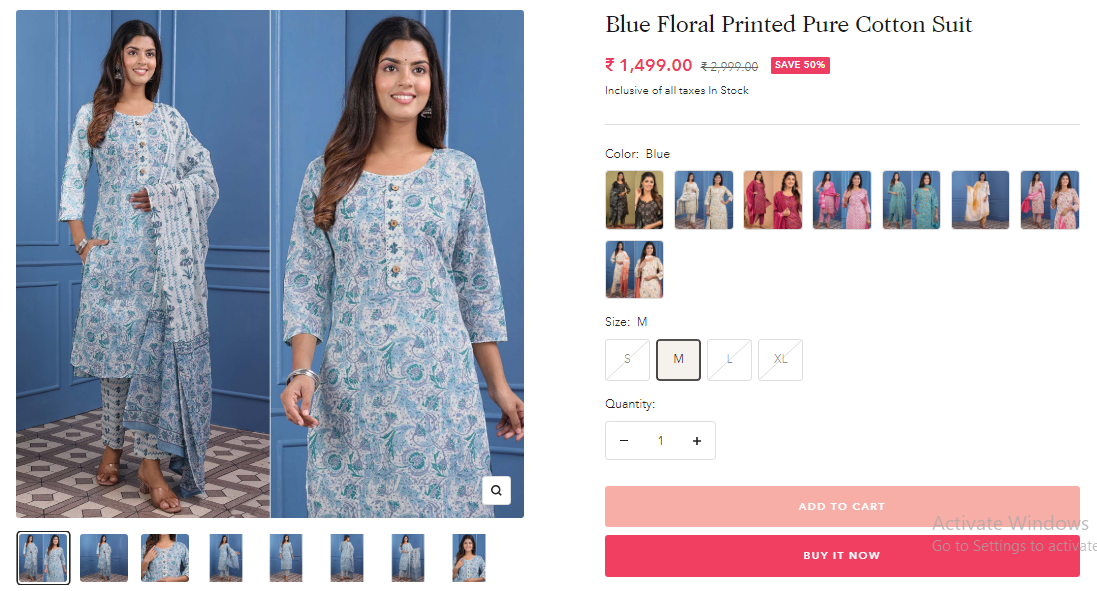 Blue Floral Printed Pure Cotton Suit
₹ 1,499.00 ₹ 2,999.00 SAVE 50%
Inclusive of all taxes In Stock
Color: Blue
Size: M
S M L XL
Quantity:
− 1 +
ADD TO CART
Activate Windows
Go to Settings to activate
BUY IT NOW